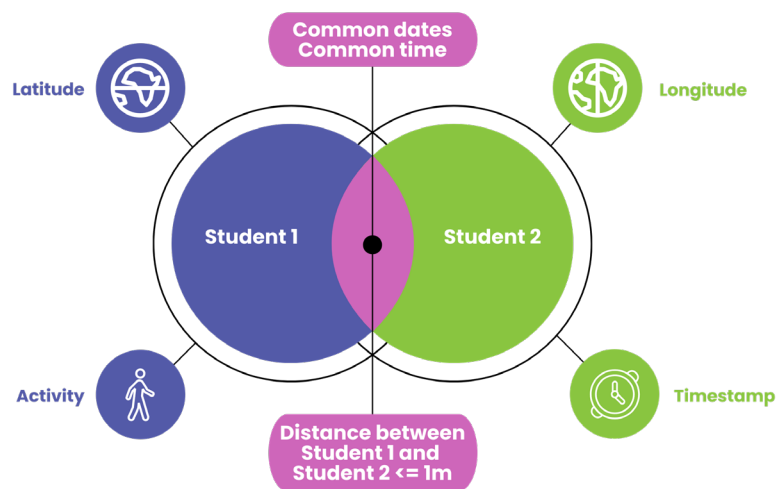 Common dates
Common time
Latitude
Longitude
Student 1
Student 2
Activity
Timestamp
Distance between
Student 1 and
Student 2 <= 1m